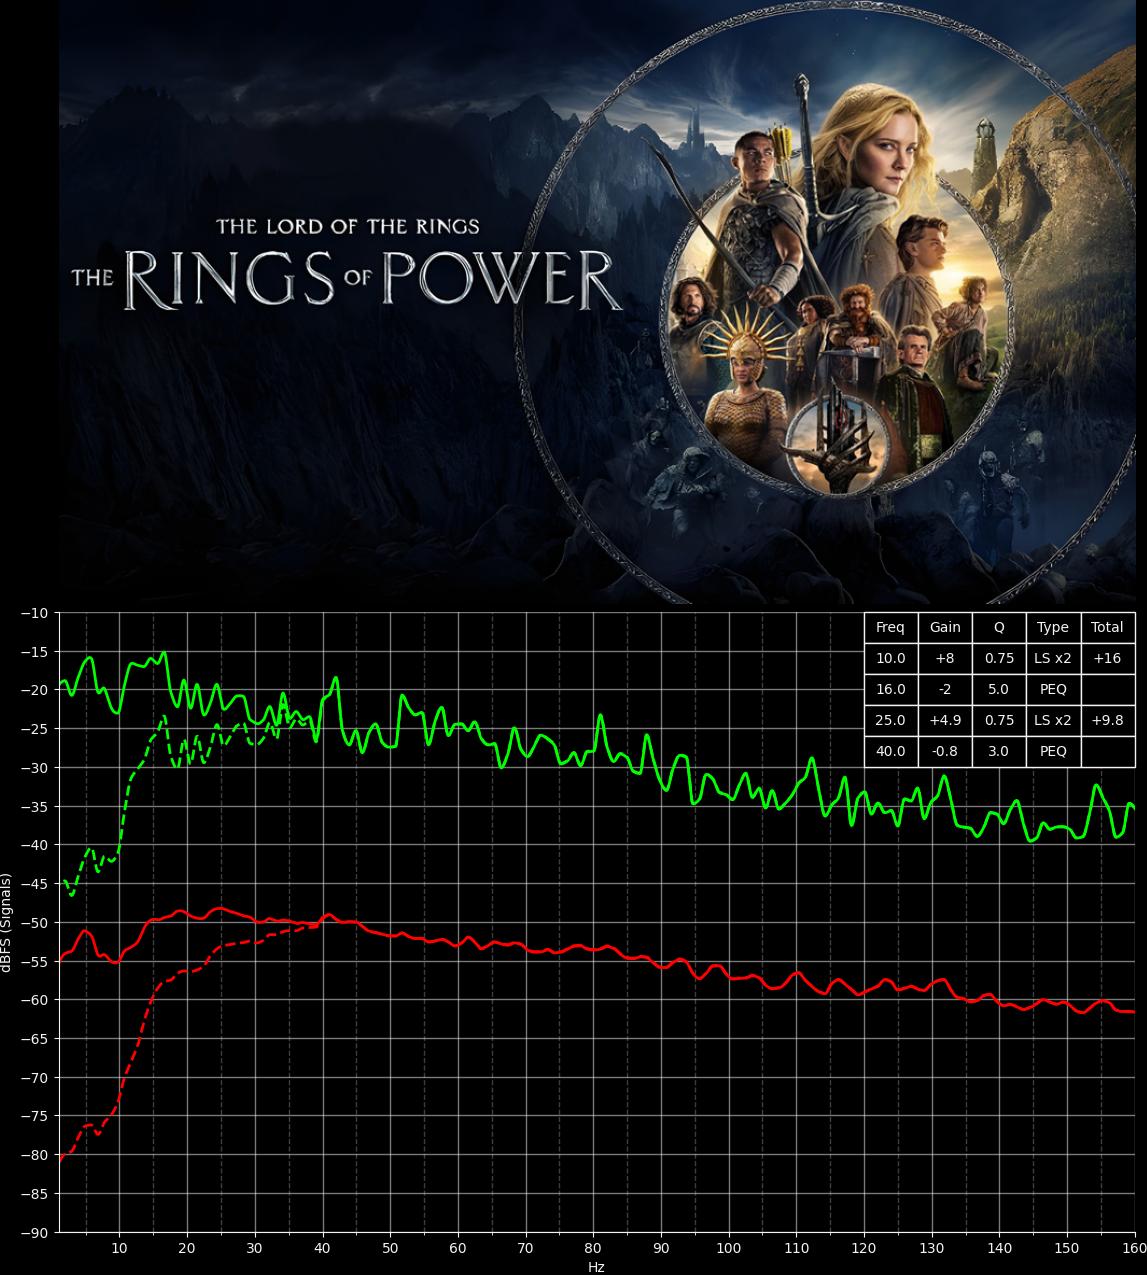 THE LORD OF THE RINGS
THE RINGS OF POWER
Freq Gain Q Type Total
10.0 +8 0.75 LS x2 +16
16.0 -2 5.0 PEQ
25.0 +4.9 0.75 LS x2 +9.8
40.0 -0.8 3.0 PEQ
−10
−15
−20
−25
−30
−35
−40
−45
−50
−55
−60
−65
−70
−75
−80
−85
−90
dBFS (Signals)
10 20 30 40 50 60 70 80 90 100 110 120 130 140 150 160
Hz